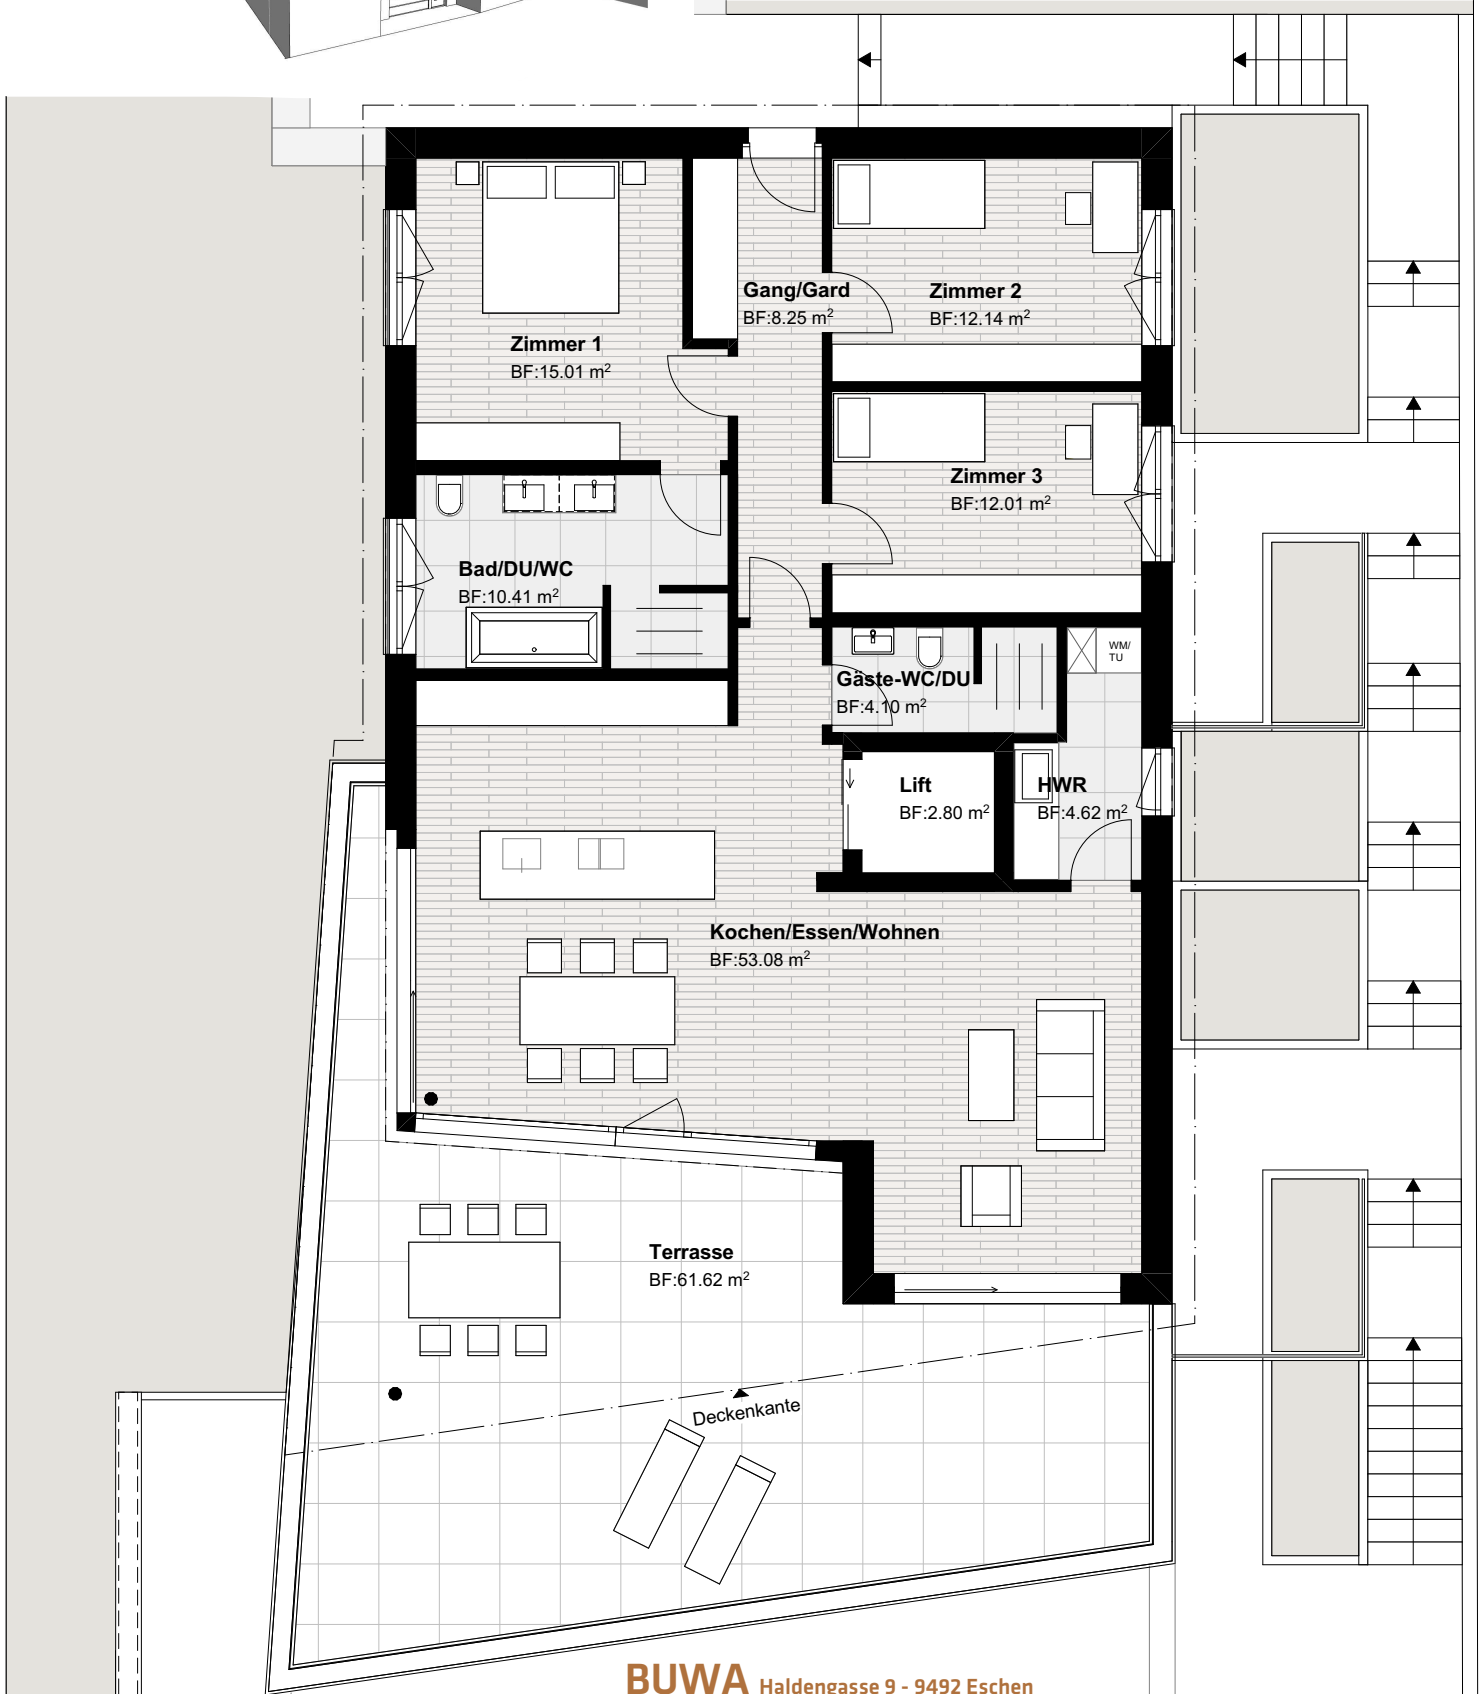 Gang/Gard
BF:8.25 m²
Zimmer 2
BF:12.14 m²
Zimmer 1
BF:15.01 m²
Zimmer 3
BF:12.01 m²
Bad/DU/WC
BF:10.41 m²
WM/
TU
Gäste-WC/DU
BF:4.10 m²
Lift
BF:2.80 m²
HWR
BF:4.62 m²
Kochen/Essen/Wohnen
BF:53.08 m²
Terrasse
BF:61.62 m²
Deckenkante
BUWA Haldengasse 9 - 9492 Eschen